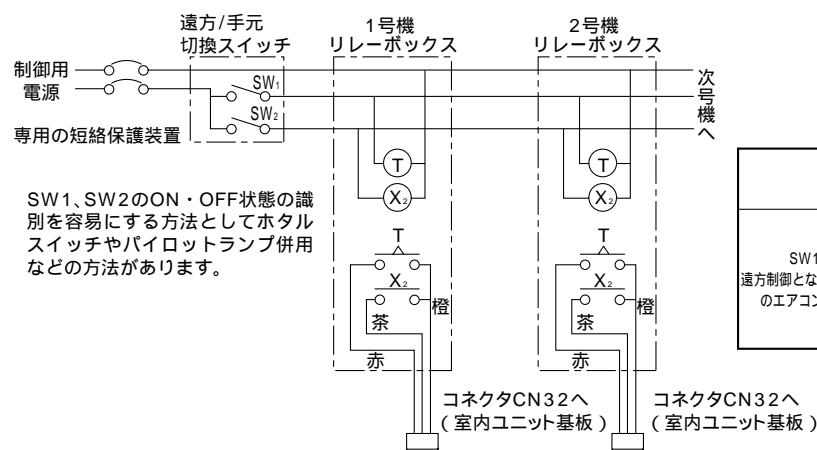 遠方/手元
切換スイッチ
1号機
リレーボックス
2号機
リレーボックス
制御用
電源
SW₁
SW₂
専用の短絡保護装置
次号機へ
SW1、SW2のON・OFF状態の識
別を容易にする方法としてホタル
スイッチやパイロットランプ併用
などの方法があります。
T
X₂
T
X₂
橙
茶
赤
T
X₂
T
X₂
橙
茶
赤
コネクタCN32へ
(室内ユニット基板)
コネクタCN32へ
(室内ユニット基板)
SW1
遠方制御とな
のエアコン